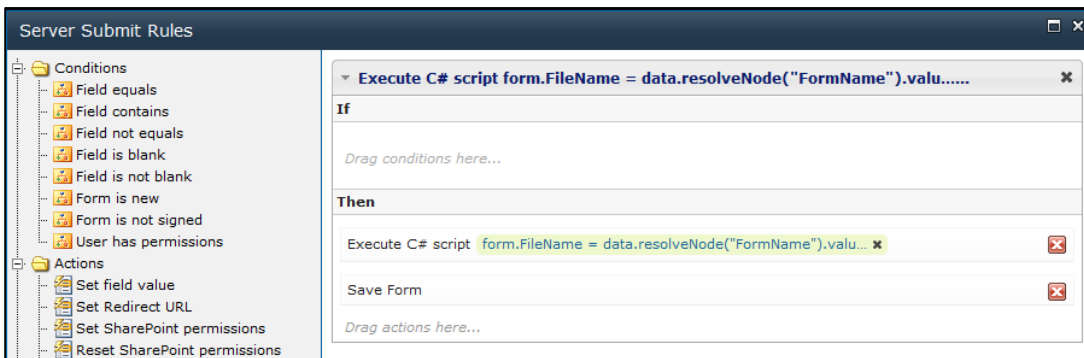 Server Submit Rules
Conditions
Field equals
Field contains
Field not equals
Field is blank
Field is not blank
Form is new
Form is not signed
User has permissions
Actions
Set field value
Set Redirect URL
Set SharePoint permissions
Reset SharePoint permissions
Execute C# script form.FileName = data.resolveNode("FormName").valu......
If
Drag conditions here...
Then
Execute C# script form.FileName = data.resolveNode("FormName").valu...
Save Form
Drag actions here...